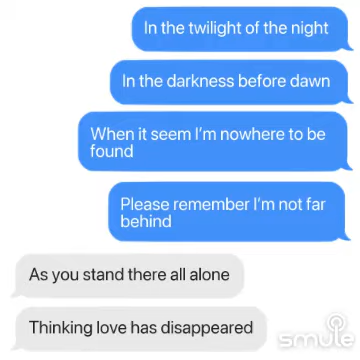 In the twilight of the night
In the darkness before dawn
When it seem I'm nowhere to be
found
Please remember I'm not far
behind
As you stand there all alone
Thinking love has disappeared
smule